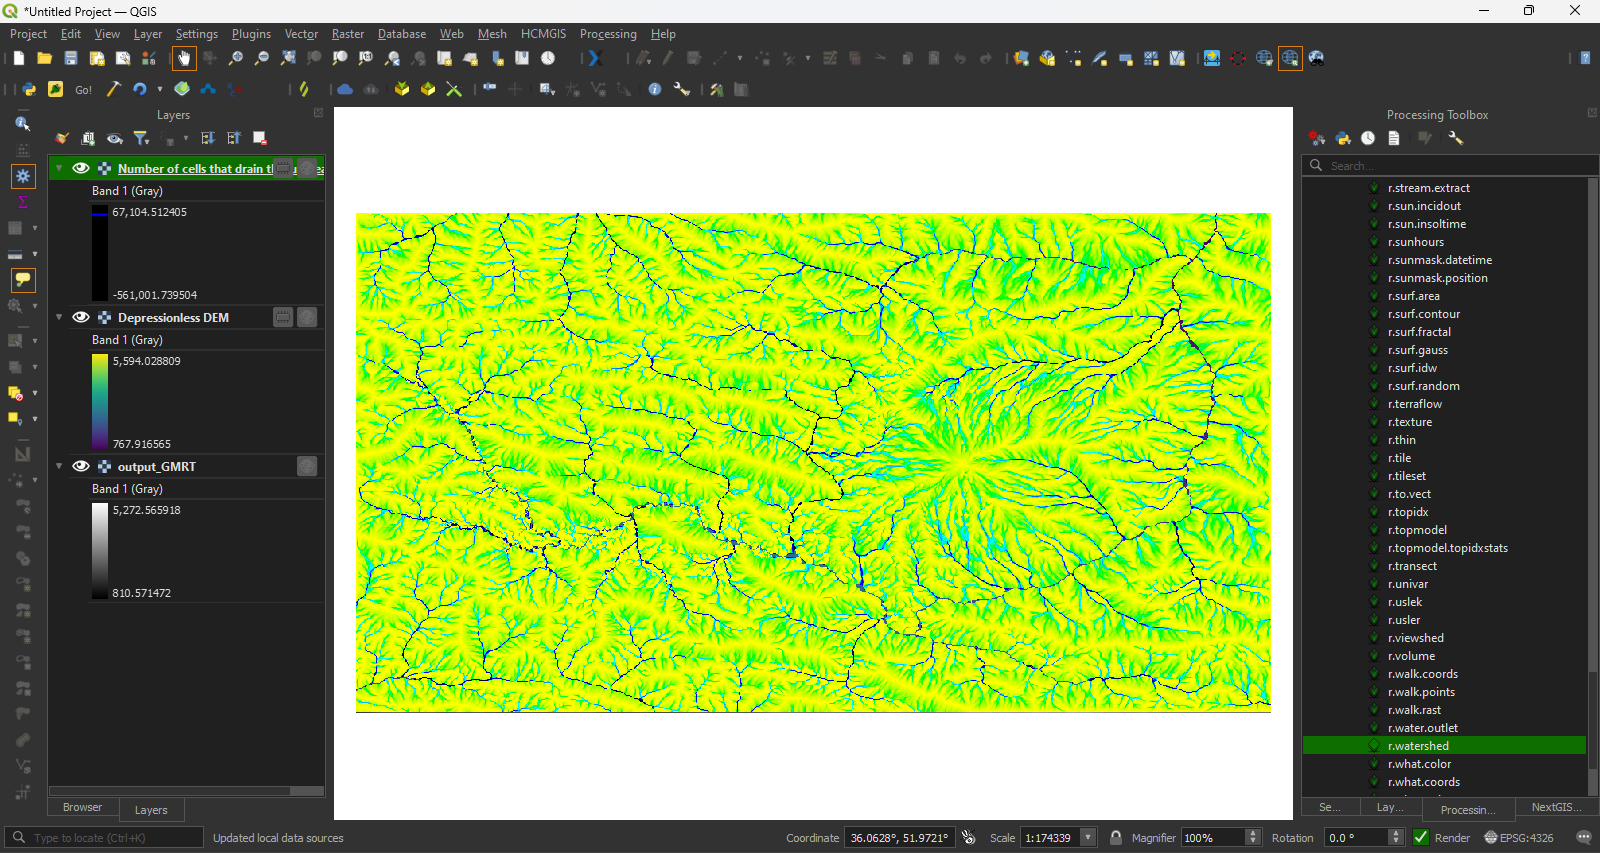 *Untitled Project — QGIS
Project Edit View Layer Settings Plugins Vector Raster Database Web Mesh HCMGIS Processing Help
Go!
Layers
Number of cells that drain th
Band 1 (Gray)
67,104.512405
-561,001.739504
Depressionless DEM
Band 1 (Gray)
5,594.028809
767.916565
output_GMRT
Band 1 (Gray)
5,272.565918
810.571472
Browser
Layers
Processing Toolbox
Search...
r.stream.extract
r.sun.incidout
r.sun.insoltime
r.sunhours
r.sunmask.datetime
r.sunmask.position
r.surf.area
r.surf.contour
r.surf.fractal
r.surf.gauss
r.surf.idw
r.surf.random
r.terraflow
r.texture
r.thin
r.tile
r.tileset
r.to.vect
r.topidx
r.topmodel
r.topmodel.topidxstats
r.transect
r.univar
r.uslek
r.usler
r.viewshed
r.volume
r.walk.coords
r.walk.points
r.walk.rast
r.water.outlet
r.watershed
r.what.color
r.what.coords
Se... Lay... Processin... NextGIS...
Type to locate (Ctrl+K) Updated local data sources Coordinate 36.0628°, 51.9721° Scale 1:174339 Magnifier 100% Rotation 0.0 ° Render EPSG:4326